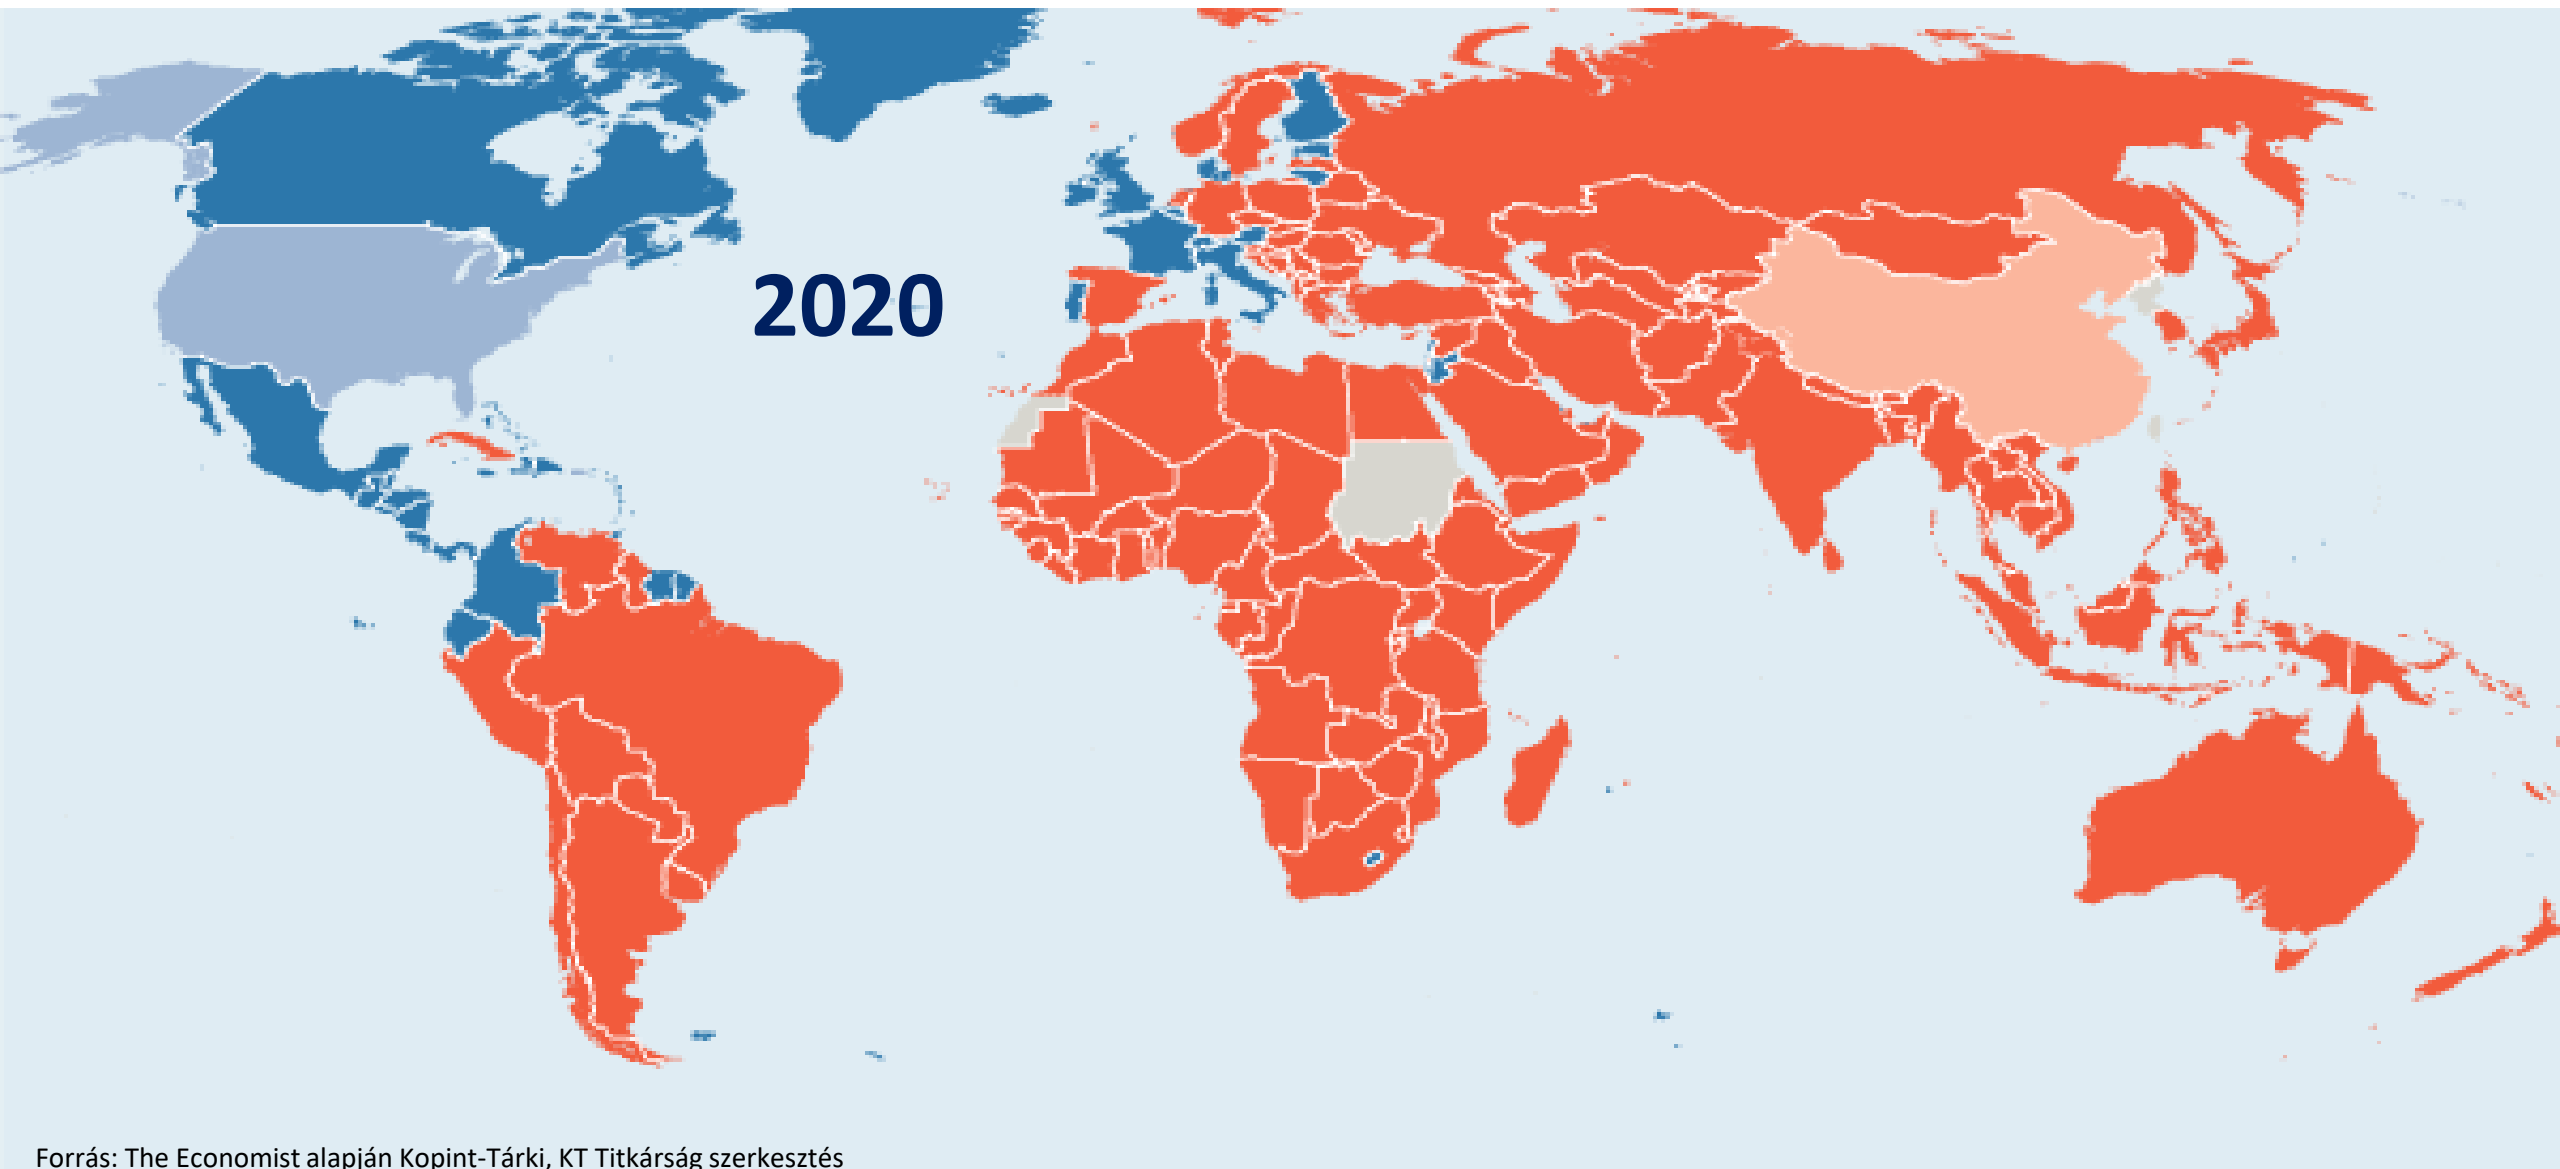 2020
Forrás: The Economist alapján Kopint-Tárki, KT Titkárság szerkesztés